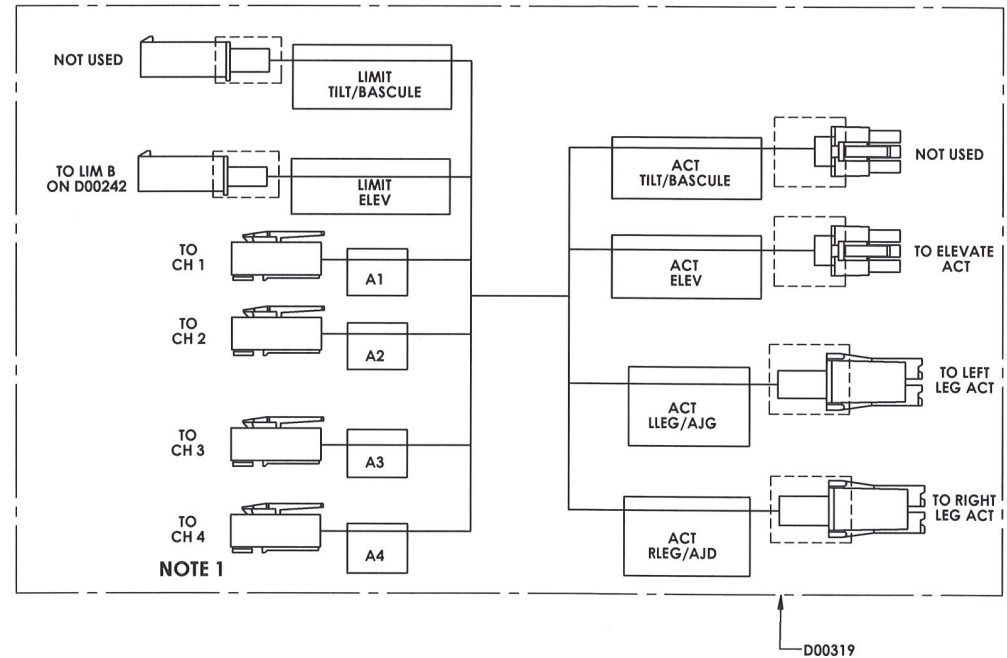 NOT USED
LIMIT
TILT/BASCULE
TO LIM B
ON D00242
LIMIT
ELEV
TO
CH 1
A1
TO
CH 2
A2
TO
CH 3
A3
TO
CH 4
A4
NOTE 1
ACT
TILT/BASCULE
NOT USED
ACT
ELEV
TO ELEVATE
ACT
ACT
LLEG/AJG
TO LEFT
LEG ACT
ACT
RLEG/AJD
TO RIGHT
LEG ACT
D00319